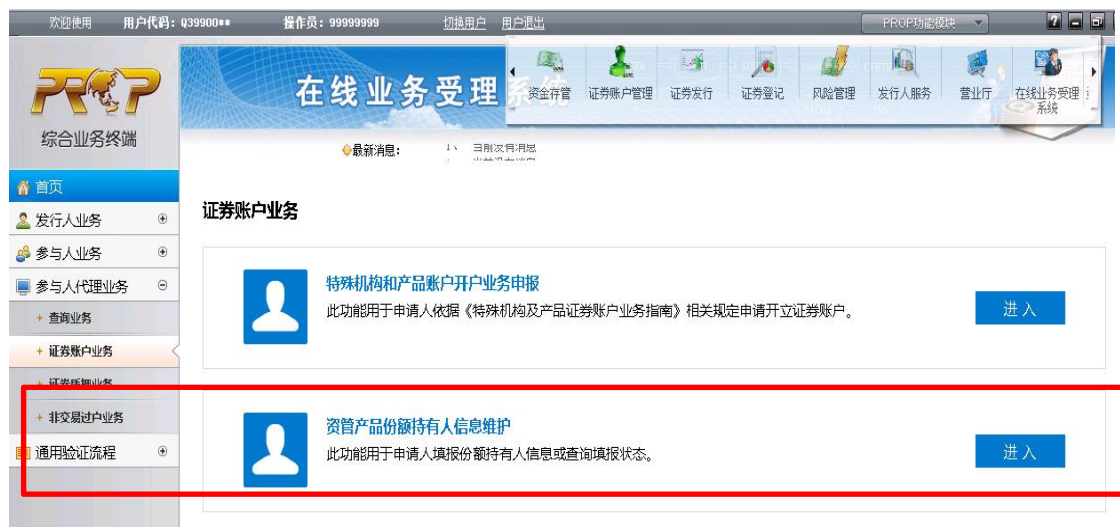 欢迎使用 用户代码：Q39900** 操作员：99999999 切换用户 用户退出 PROP功能模块
PROP
综合业务终端
在线业务受理系统
资金存管 证券账户管理 证券发行 证券登记 风险管理 发行人服务 营业厅 在线业务受理系统
最新消息： 1、 目前没有消息
首页
发行人业务
参与人业务
参与人代理业务
+ 查询业务
+ 证券账户业务
+ 证券质押业务
+ 非交易过户业务
通用验证流程
证券账户业务
特殊机构和产品账户开户业务申报
此功能用于申请人依据《特殊机构及产品证券账户业务指南》相关规定申请开立证券账户。
进入
资管产品份额持有人信息维护
此功能用于申请人填报份额持有人信息或查询填报状态。
进入